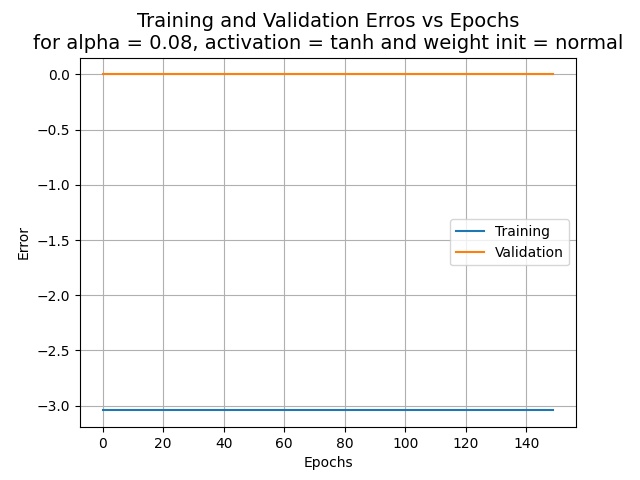 Training and Validation Erros vs Epochs
for alpha = 0.08, activation = tanh and weight init = normal
0.0
−0.5
−1.0
−1.5
−2.0
−2.5
−3.0
Error
Training
Validation
0 20 40 60 80 100 120 140
Epochs